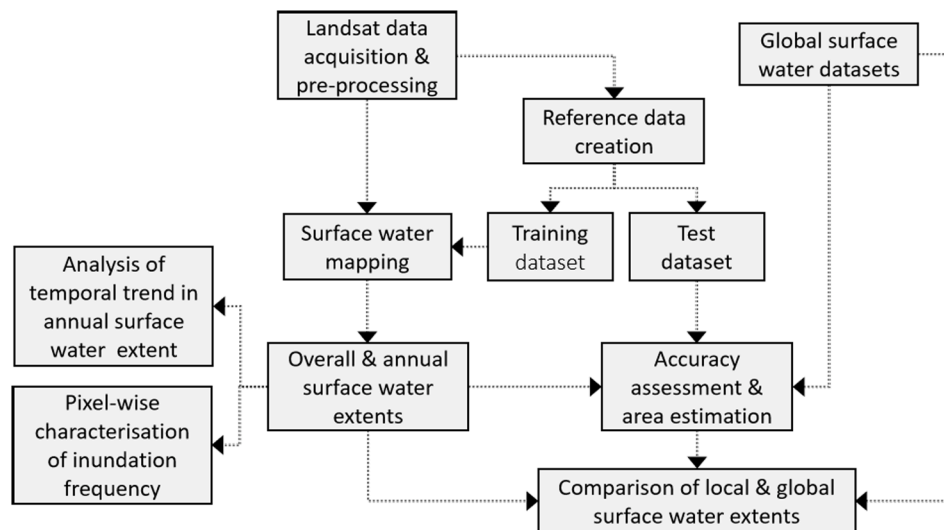 Landsat data
acquisition &
pre-processing
Global surface
water datasets
Reference data
creation
Surface water
mapping
Training
dataset
Test
dataset
Analysis of
temporal trend in
annual surface
water extent
Overall & annual
surface water
extents
Accuracy
assessment &
area estimation
Pixel-wise
characterisation
of inundation
frequency
Comparison of local & global
surface water extents